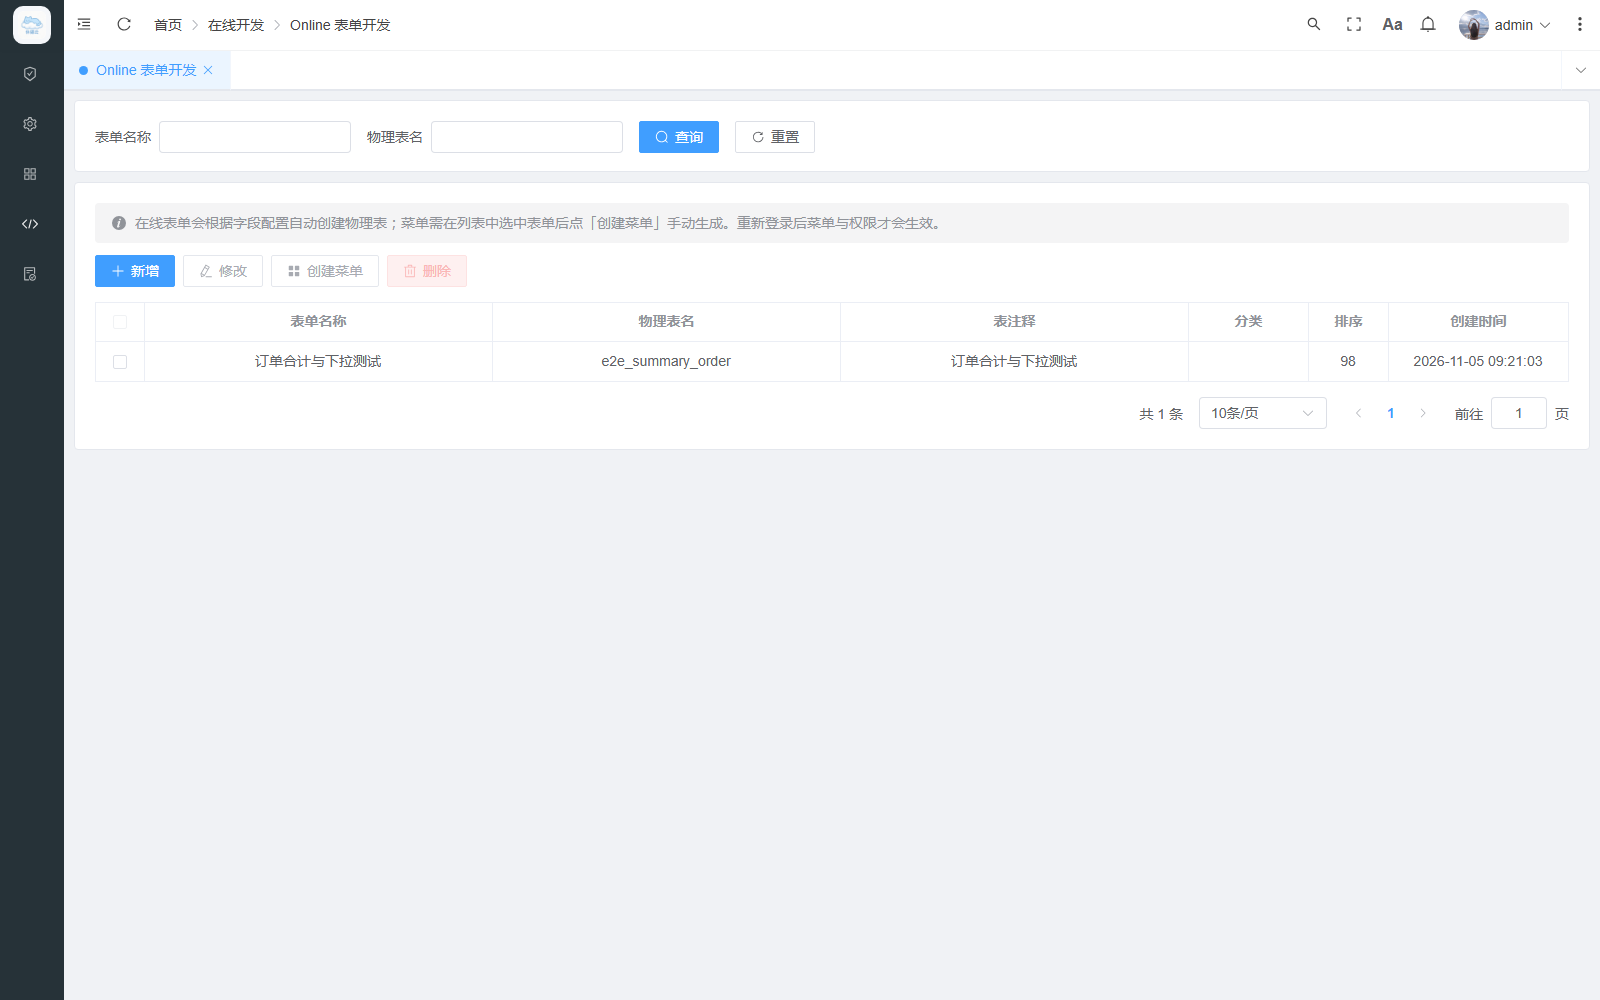 首页 > 在线开发 > Online 表单开发
Aa
admin
Online 表单开发
表单名称
物理表名
查询
重置
在线表单会根据字段配置自动创建物理表；菜单需在列表中选中表单后点「创建菜单」手动生成。重新登录后菜单与权限才会生效。
新增
修改
创建菜单
删除
表单名称 物理表名 表注释 分类 排序 创建时间
订单合计与下拉测试 e2e_summary_order 订单合计与下拉测试 98 2026-11-05 09:21:03
共 1 条 10条/页 1 前往 1 页